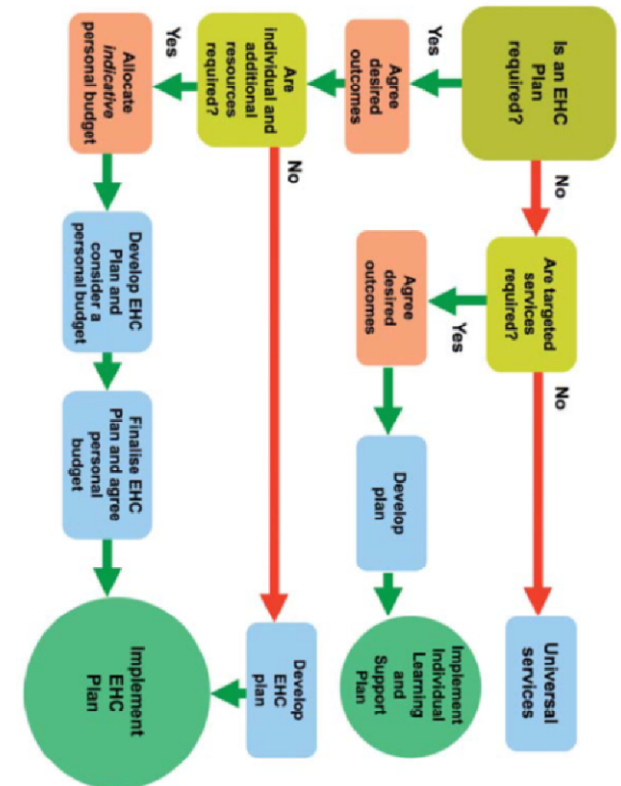 Is an EHC
Plan
required?
Yes
Agree
desired
outcomes
Are
individual and
additional
resources
required?
Yes
Allocate
indicative
personal budget
No
Are targeted
services
required?
Yes
Agree
desired
outcomes
No
Universal
services
Develop
plan
Implement
Individual
Learning
and
Support
Plan
No
Develop
EHC
plan
Develop EHC
Plan and
consider a
personal budget
Finalise EHC
Plan and agree
personal
budget
Implement
EHC
Plan